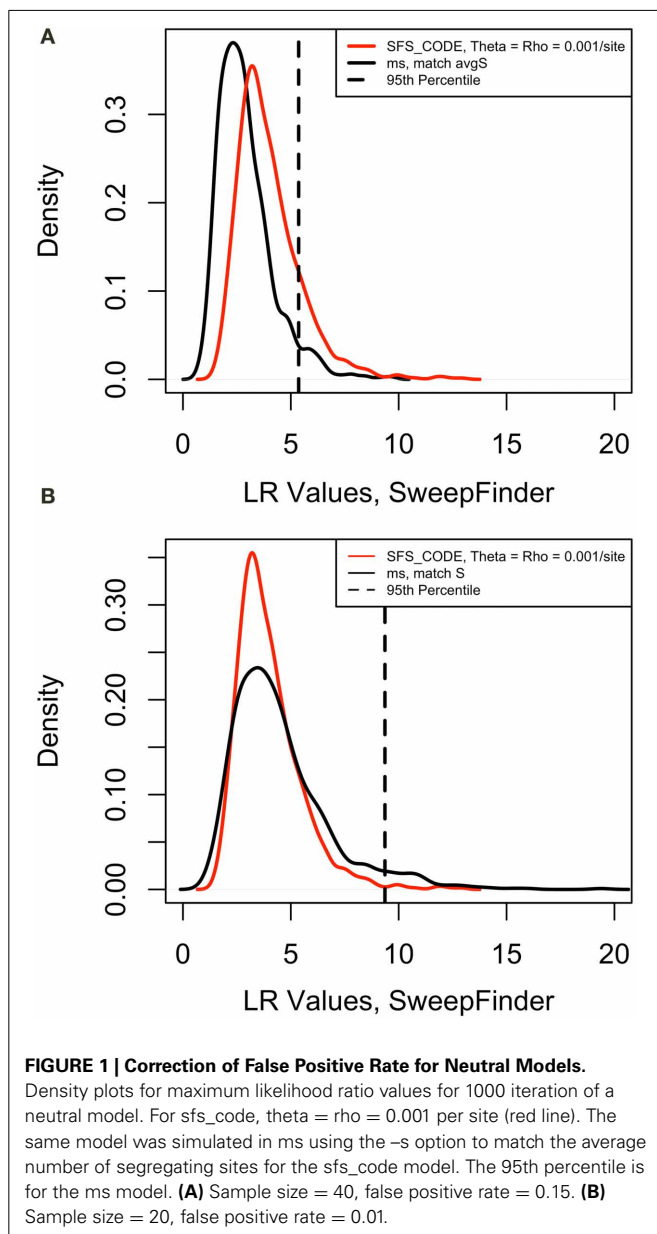 A
SFS_CODE, Theta = Rho = 0.001/site
ms, match avgS
95th Percentile
Density
0.3
0.2
0.1
0.0
0 5 10 15 20
LR Values, SweepFinder
B
SFS_CODE, Theta = Rho = 0.001/site
ms, match S
95th Percentile
Density
0.30
0.20
0.10
0.00
0 5 10 15 20
LR Values, SweepFinder
FIGURE 1 | Correction of False Positive Rate for Neutral Models.
Density plots for maximum likelihood ratio values for 1000 iteration of a
neutral model. For sfs_code, theta = rho = 0.001 per site (red line). The
same model was simulated in ms using the –s option to match the average
number of segregating sites for the sfs_code model. The 95th percentile is
for the ms model. (A) Sample size = 40, false positive rate = 0.15. (B)
Sample size = 20, false positive rate = 0.01.